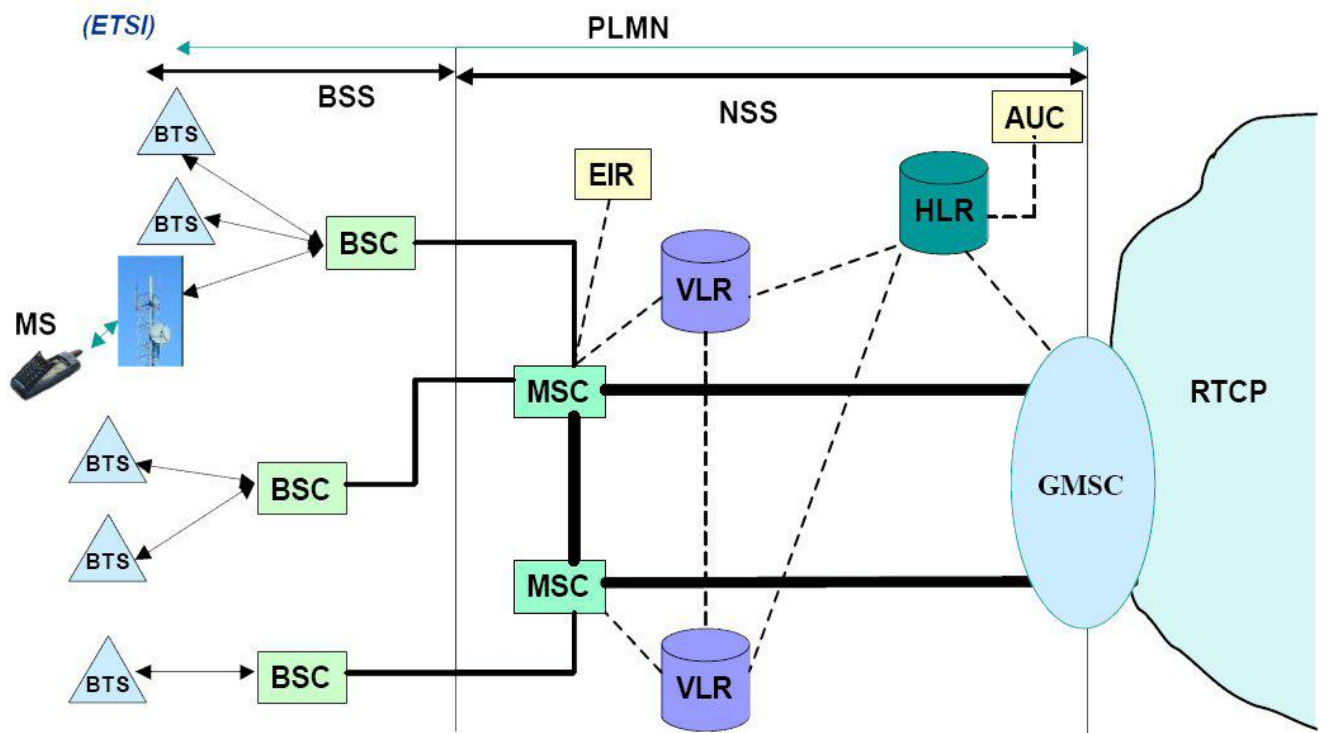 (ETSI)
PLMN
BSS
NSS
AUC
BTS
EIR
HLR
BTS
BSC
VLR
MS
MSC
RTCP
BTS
BSC
GMSC
BTS
MSC
BTS
BSC
VLR